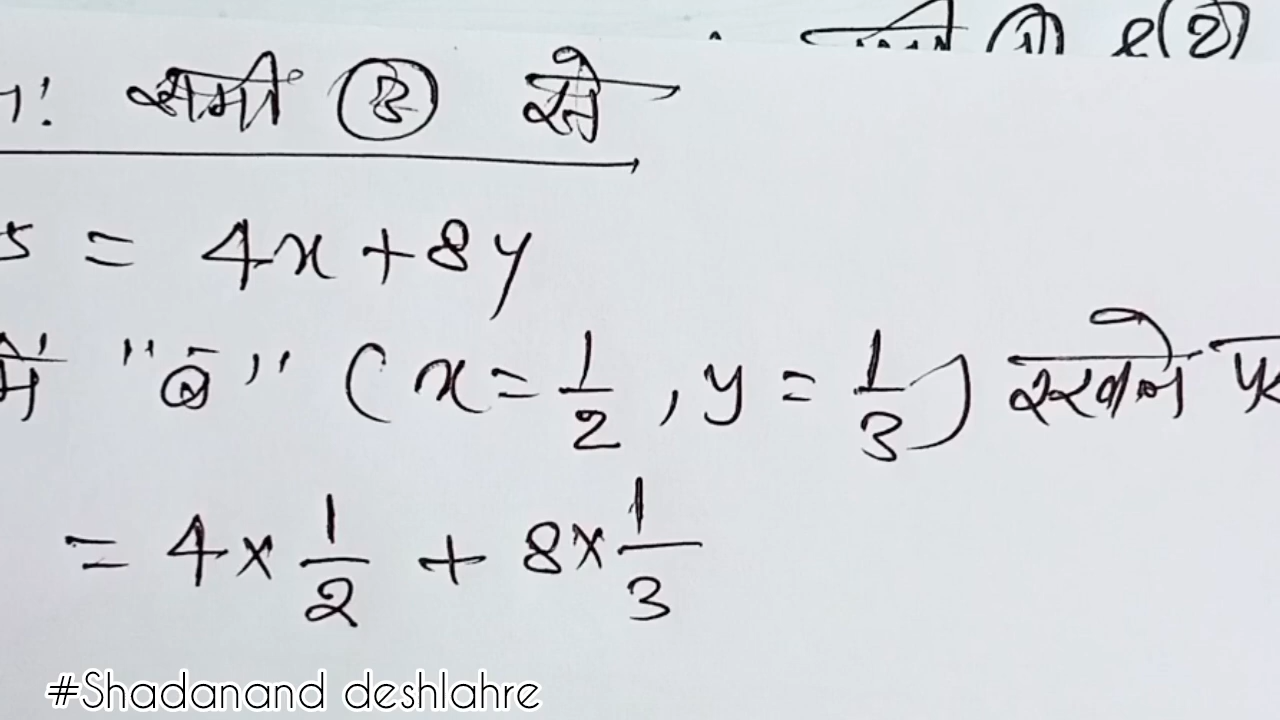 समी ③ से
5 = 4x + 8y
में "ब" ( x = 1/2 , y = 1/3 ) रखने पर
= 4 × 1/2 + 8 × 1/3
#Shadanand deshlahre